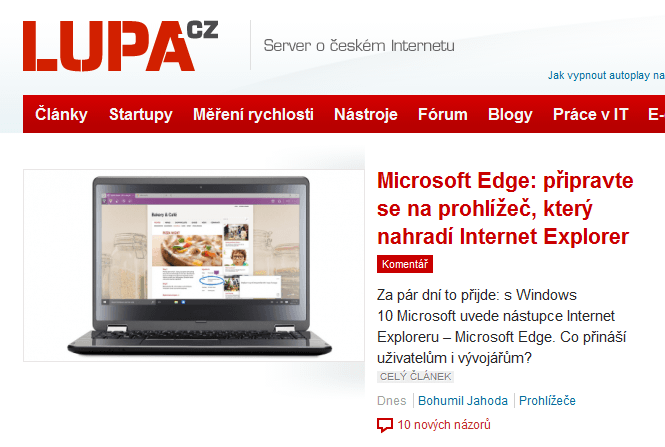 LUPA CZ
Server o českém Internetu
Jak vypnout autoplay na
Články Startupy Měření rychlosti Nástroje Fórum Blogy Práce v IT E-
Microsoft Edge: připravte
se na prohlížeč, který
nahradí Internet Explorer
Komentář
Za pár dní to přijde: s Windows
10 Microsoft uvede nástupce Internet
Exploreru – Microsoft Edge. Co přináší
uživatelům i vývojářům?
CELÝ ČLÁNEK
Dnes Bohumil Jahoda Prohlížeče
10 nových názorů
Bakery & Café